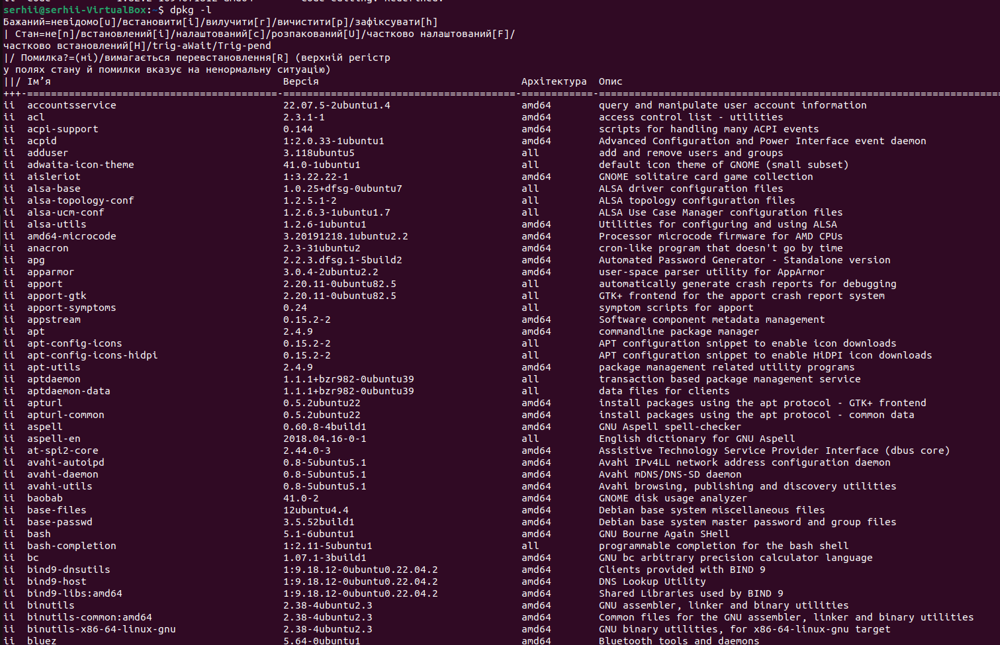 serhii@serhii-VirtualBox:~$ dpkg -l
Бажаний=невідомо[u]/встановити[i]/вилучити[r]/вичистити[p]/зафіксувати[h]
| Стан=не[n]/встановлений[i]/налаштований[c]/розпакований[U]/частково налаштований[F]/
частково встановлений[H]/trig-aWait/Trig-pend
|/ Помилка?=(ні)/вимагається перевстановлення[R] (верхній регістр
у полях стану й помилки вказує на ненормальну ситуацію)
||/ Ім’я Версія Архітектура Опис
+++-==========================================-=======================================-============-====================================================================
ii accountsservice 22.07.5-2ubuntu1.4 amd64 query and manipulate user account information
ii acl 2.3.1-1 amd64 access control list - utilities
ii acpi-support 0.144 amd64 scripts for handling many ACPI events
ii acpid 1:2.0.33-1ubuntu1 amd64 Advanced Configuration and Power Interface event daemon
ii adduser 3.118ubuntu5 all add and remove users and groups
ii adwaita-icon-theme 41.0-1ubuntu1 all default icon theme of GNOME (small subset)
ii aisleriot 1:3.22.22-1 amd64 GNOME solitaire card game collection
ii alsa-base 1.0.25+dfsg-0ubuntu7 all ALSA driver configuration files
ii alsa-topology-conf 1.2.5.1-2 all ALSA topology configuration files
ii alsa-ucm-conf 1.2.6.3-1ubuntu1.7 all ALSA Use Case Manager configuration files
ii alsa-utils 1.2.6-1ubuntu1 amd64 Utilities for configuring and using ALSA
ii amd64-microcode 3.20191218.1ubuntu2.2 amd64 Processor microcode firmware for AMD CPUs
ii anacron 2.3-31ubuntu2 amd64 cron-like program that doesn't go by time
ii apg 2.2.3.dfsg.1-5build2 amd64 Automated Password Generator - Standalone version
ii apparmor 3.0.4-2ubuntu2.2 amd64 user-space parser utility for AppArmor
ii apport 2.20.11-0ubuntu82.5 all automatically generate crash reports for debugging
ii apport-gtk 2.20.11-0ubuntu82.5 all GTK+ frontend for the apport crash report system
ii apport-symptoms 0.24 all symptom scripts for apport
ii appstream 0.15.2-2 amd64 Software component metadata management
ii apt 2.4.9 amd64 commandline package manager
ii apt-config-icons 0.15.2-2 all APT configuration snippet to enable icon downloads
ii apt-config-icons-hidpi 0.15.2-2 all APT configuration snippet to enable HiDPI icon downloads
ii apt-utils 2.4.9 amd64 package management related utility programs
ii aptdaemon 1.1.1+bzr982-0ubuntu39 all transaction based package management service
ii aptdaemon-data 1.1.1+bzr982-0ubuntu39 all data files for clients
ii apturl 0.5.2ubuntu22 amd64 install packages using the apt protocol - GTK+ frontend
ii apturl-common 0.5.2ubuntu22 amd64 install packages using the apt protocol - common data
ii aspell 0.60.8-4build1 amd64 GNU Aspell spell-checker
ii aspell-en 2018.04.16-0-1 all English dictionary for GNU Aspell
ii at-spi2-core 2.44.0-3 amd64 Assistive Technology Service Provider Interface (dbus core)
ii avahi-autoipd 0.8-5ubuntu5.1 amd64 Avahi IPv4LL network address configuration daemon
ii avahi-daemon 0.8-5ubuntu5.1 amd64 Avahi mDNS/DNS-SD daemon
ii avahi-utils 0.8-5ubuntu5.1 amd64 Avahi browsing, publishing and discovery utilities
ii baobab 41.0-2 amd64 GNOME disk usage analyzer
ii base-files 12ubuntu4.4 amd64 Debian base system miscellaneous files
ii base-passwd 3.5.52build1 amd64 Debian base system master password and group files
ii bash 5.1-6ubuntu1 amd64 GNU Bourne Again SHell
ii bash-completion 1:2.11-5ubuntu1 all programmable completion for the bash shell
ii bc 1.07.1-3build1 amd64 GNU bc arbitrary precision calculator language
ii bind9-dnsutils 1:9.18.12-0ubuntu0.22.04.2 amd64 Clients provided with BIND 9
ii bind9-host 1:9.18.12-0ubuntu0.22.04.2 amd64 DNS Lookup Utility
ii bind9-libs:amd64 1:9.18.12-0ubuntu0.22.04.2 amd64 Shared Libraries used by BIND 9
ii binutils 2.38-4ubuntu2.3 amd64 GNU assembler, linker and binary utilities
ii binutils-common:amd64 2.38-4ubuntu2.3 amd64 Common files for the GNU assembler, linker and binary utilities
ii binutils-x86-64-linux-gnu 2.38-4ubuntu2.3 amd64 GNU binary utilities, for x86-64-linux-gnu target
ii bluez 5.64-0ubuntu1 amd64 Bluetooth tools and daemons